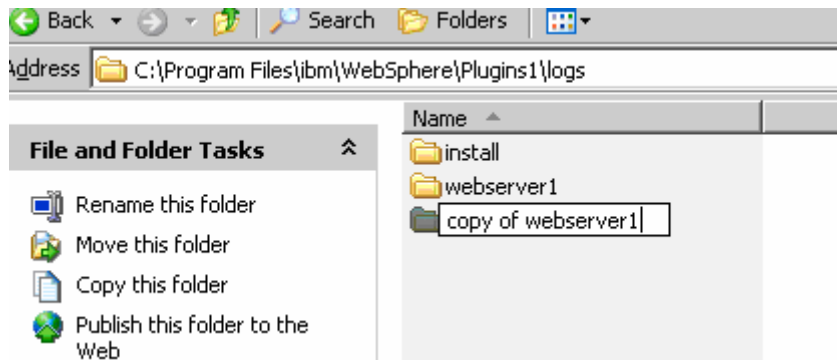 Back Search Folders
Address C:\Program Files\ibm\WebSphere\Plugins1\logs
Name
File and Folder Tasks
install
webserver1
Rename this folder
copy of webserver1
Move this folder
Copy this folder
Publish this folder to the
Web